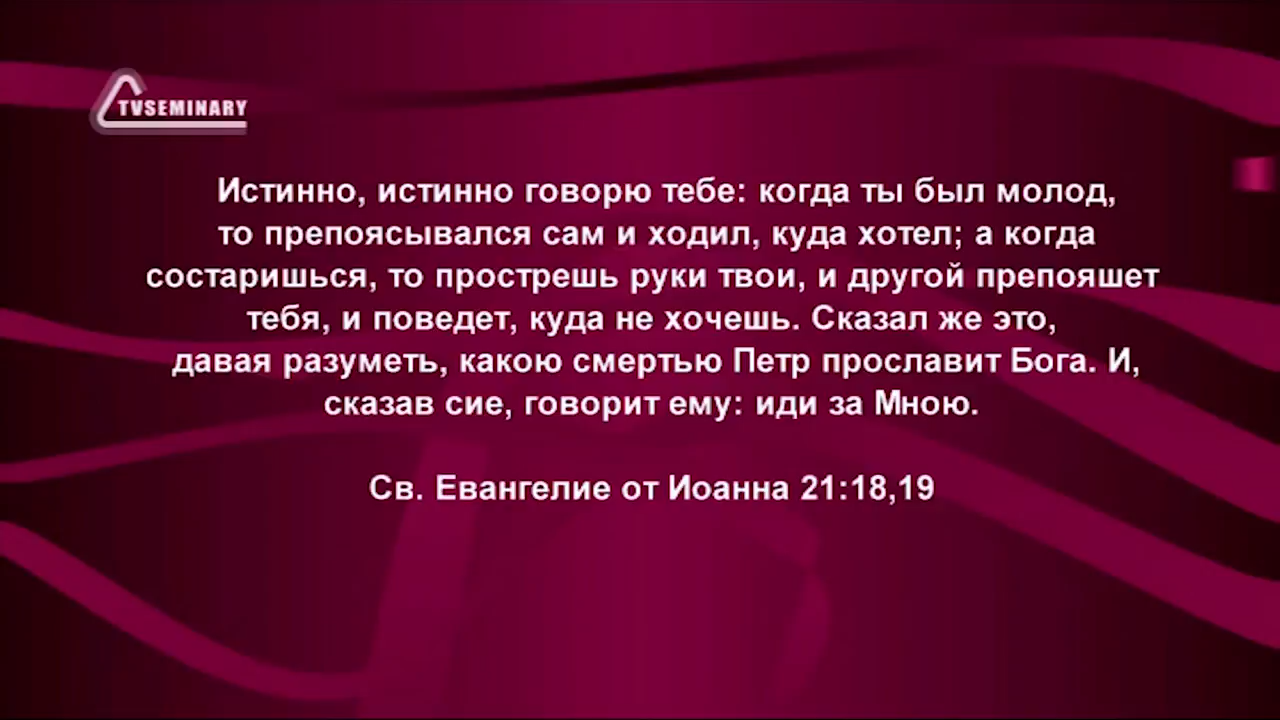 TVSEMINARY
Истинно, истинно говорю тебе: когда ты был молод,
то препоясывался сам и ходил, куда хотел; а когда
состаришься, то прострешь руки твои, и другой препояшет
тебя, и поведет, куда не хочешь. Сказал же это,
давая разуметь, какою смертью Петр прославит Бога. И,
сказав сие, говорит ему: иди за Мною.
Св. Евангелие от Иоанна 21:18,19